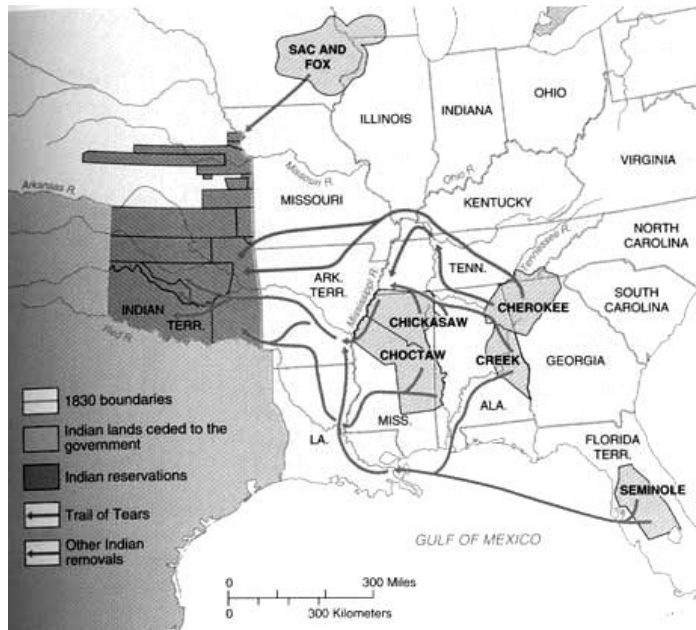 SAC AND
FOX
ILLINOIS
INDIANA
OHIO
VIRGINIA
Arkansas R.
Missouri R.
Ohio R.
MISSOURI
KENTUCKY
Tennessee R.
NORTH
CAROLINA
TENN.
ARK.
TERR.
Mississippi R.
CHEROKEE
SOUTH
CAROLINA
INDIAN
TERR.
CHICKASAW
Red R.
CHOCTAW
CREEK
GEORGIA
MISS.
ALA.
LA.
FLORIDA
TERR.
SEMINOLE
GULF OF MEXICO
1830 boundaries
Indian lands ceded to the
government
Indian reservations
Trail of Tears
Other Indian
removals
0 300 Miles
0 300 Kilometers